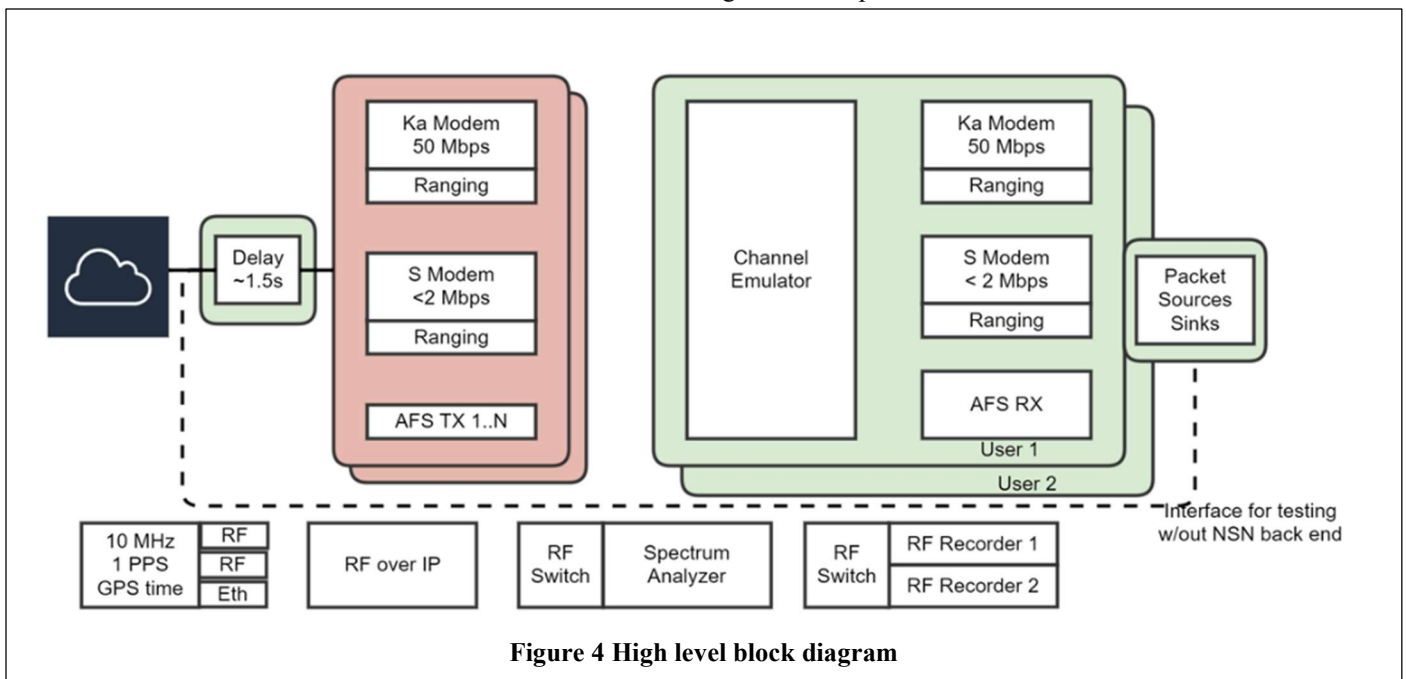 Ka Modem
50 Mbps
Ranging
Delay
~1.5s
S Modem
<2 Mbps
Ranging
AFS TX 1..N
Channel
Emulator
Ka Modem
50 Mbps
Ranging
S Modem
< 2 Mbps
Ranging
AFS RX
User 1
User 2
Packet
Sources
Sinks
Interface for testing
w/out NSN back end
10 MHz
1 PPS
GPS time
RF
RF
Eth
RF over IP
RF
Switch
Spectrum
Analyzer
RF
Switch
RF Recorder 1
RF Recorder 2
Figure 4 High level block diagram